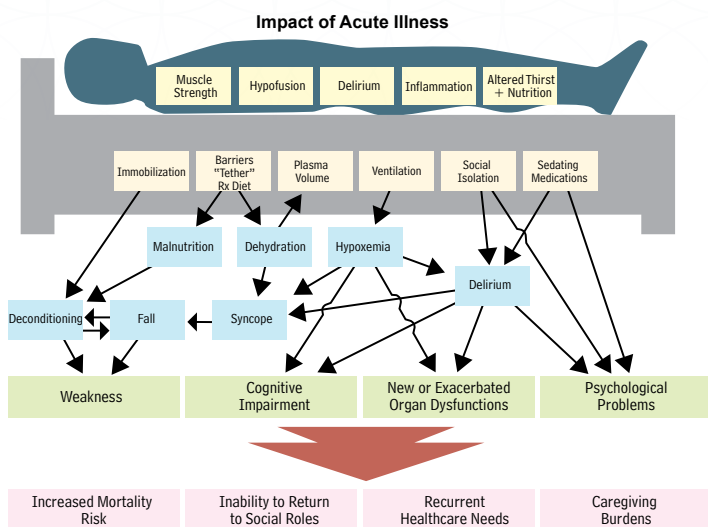 Impact of Acute Illness
Muscle
Strength
Hypofusion
Delirium
Inflammation
Altered Thirst
+ Nutrition
Immobilization
Barriers
"Tether"
Rx Diet
Plasma
Volume
Ventilation
Social
Isolation
Sedating
Medications
Malnutrition
Dehydration
Hypoxemia
Delirium
Deconditioning
Fall
Syncope
Weakness
Cognitive
Impairment
New or Exacerbated
Organ Dysfunctions
Psychological
Problems
Increased Mortality
Risk
Inability to Return
to Social Roles
Recurrent
Healthcare Needs
Caregiving
Burdens